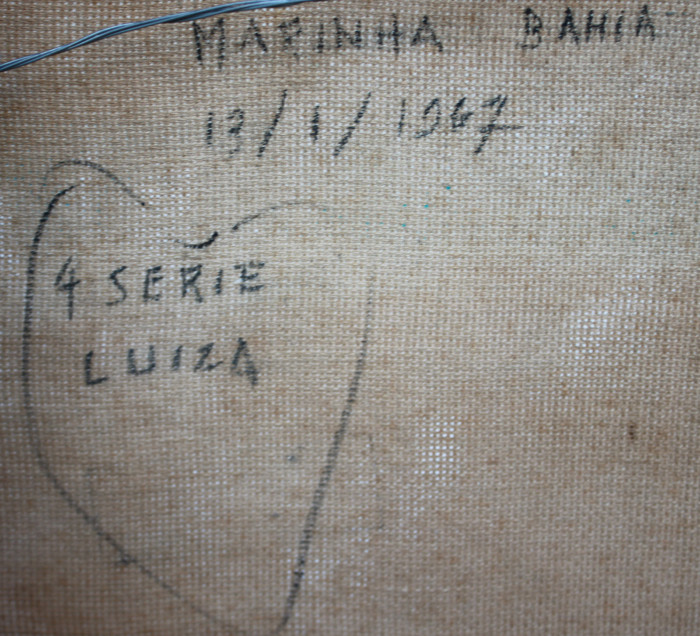 MARINHA BAHIA
13/1/1967
4 SERIE
LUIZA